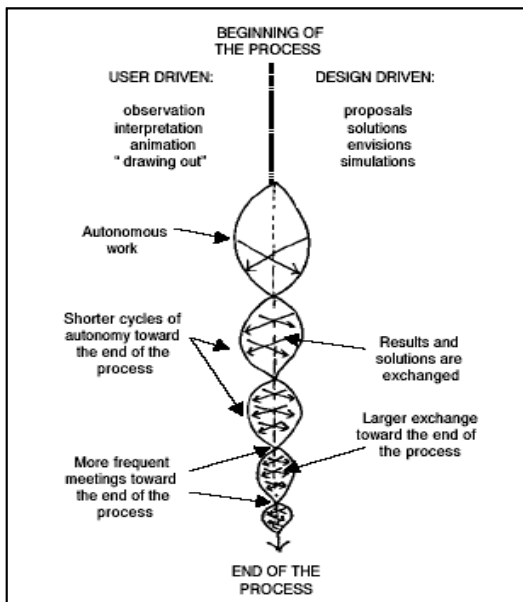 BEGINNING OF
THE PROCESS
USER DRIVEN:
observation
interpretation
animation
“ drawing out”
DESIGN DRIVEN:
proposals
solutions
envisions
simulations
Autonomous
work
Shorter cycles of
autonomy toward
the end of the
process
Results and
solutions are
exchanged
Larger exchange
toward the end of
the process
More frequent
meetings toward
the end of the
process
END OF THE
PROCESS